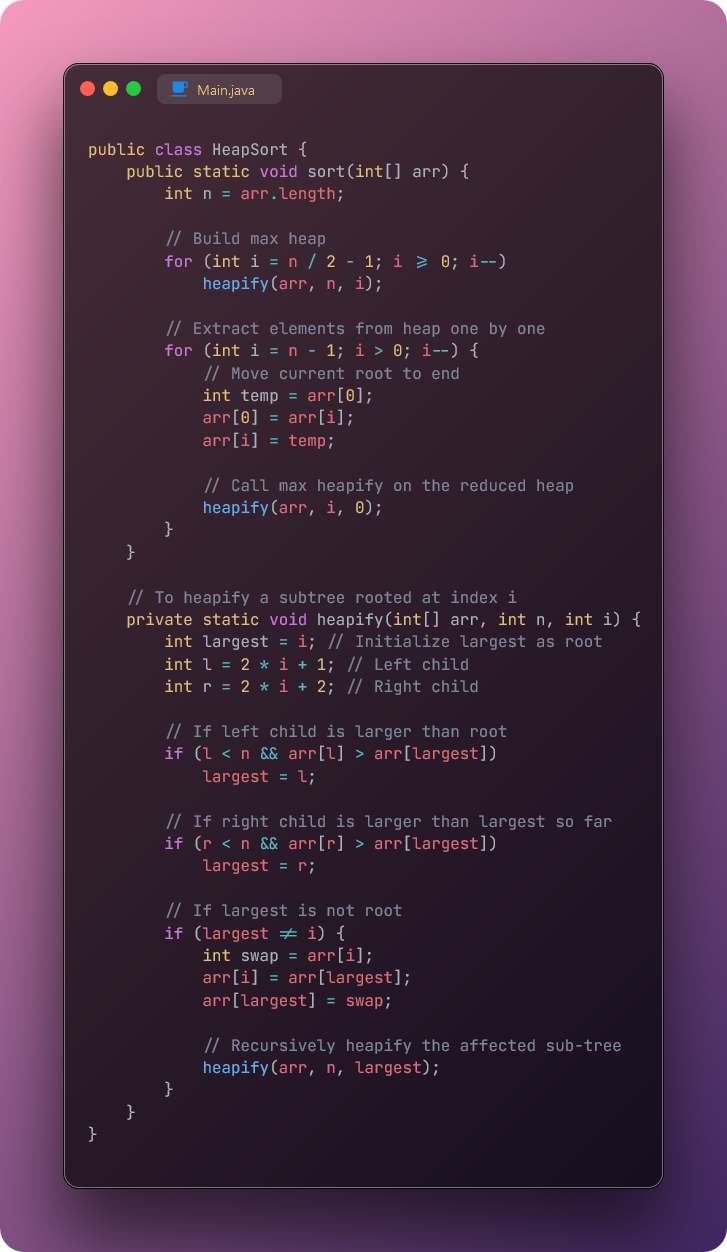 Main.java
public class HeapSort {
    public static void sort(int[] arr) {
        int n = arr.length;

        // Build max heap
        for (int i = n / 2 - 1; i >= 0; i--)
            heapify(arr, n, i);

        // Extract elements from heap one by one
        for (int i = n - 1; i > 0; i--) {
            // Move current root to end
            int temp = arr[0];
            arr[0] = arr[i];
            arr[i] = temp;

            // Call max heapify on the reduced heap
            heapify(arr, i, 0);
        }
    }

    // To heapify a subtree rooted at index i
    private static void heapify(int[] arr, int n, int i) {
        int largest = i; // Initialize largest as root
        int l = 2 * i + 1; // Left child
        int r = 2 * i + 2; // Right child

        // If left child is larger than root
        if (l < n && arr[l] > arr[largest])
            largest = l;

        // If right child is larger than largest so far
        if (r < n && arr[r] > arr[largest])
            largest = r;

        // If largest is not root
        if (largest != i) {
            int swap = arr[i];
            arr[i] = arr[largest];
            arr[largest] = swap;

            // Recursively heapify the affected sub-tree
            heapify(arr, n, largest);
        }
    }
}